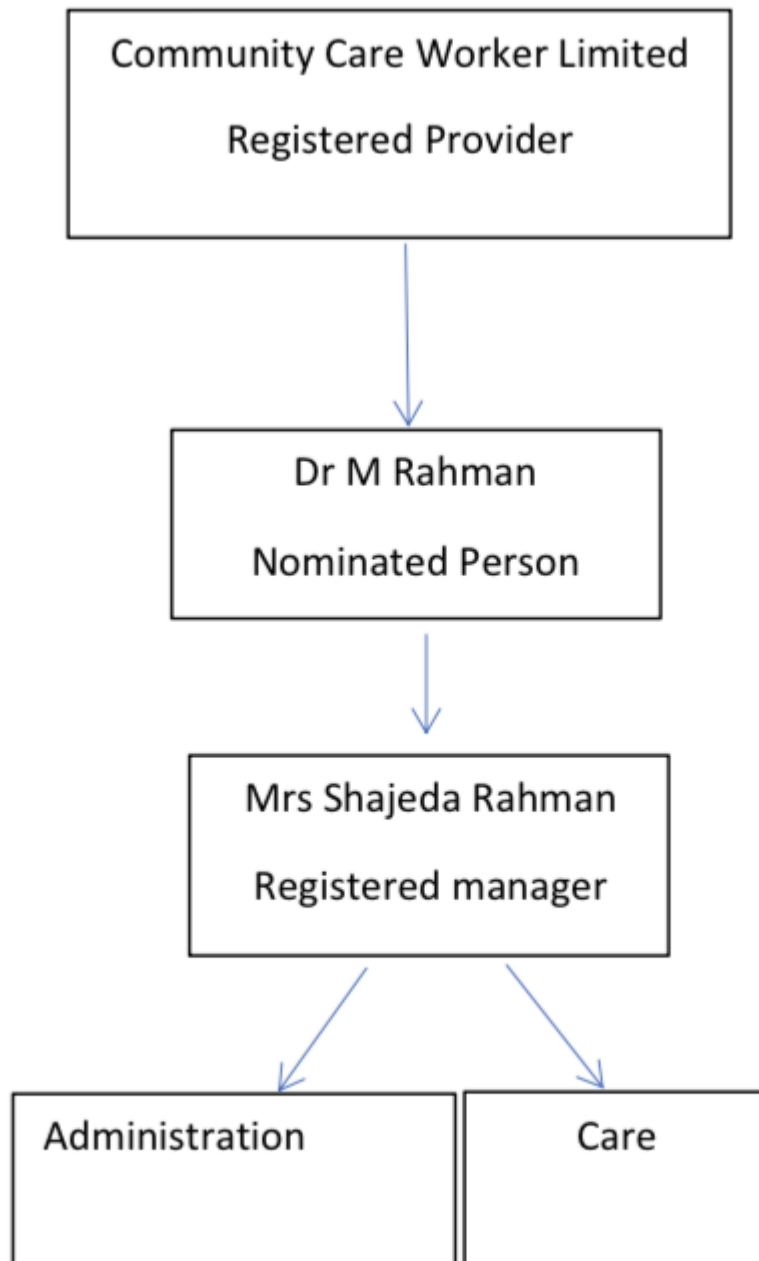 Community Care Worker Limited
Registered Provider
Dr M Rahman
Nominated Person
Mrs Shajeda Rahman
Registered manager
Administration
Care